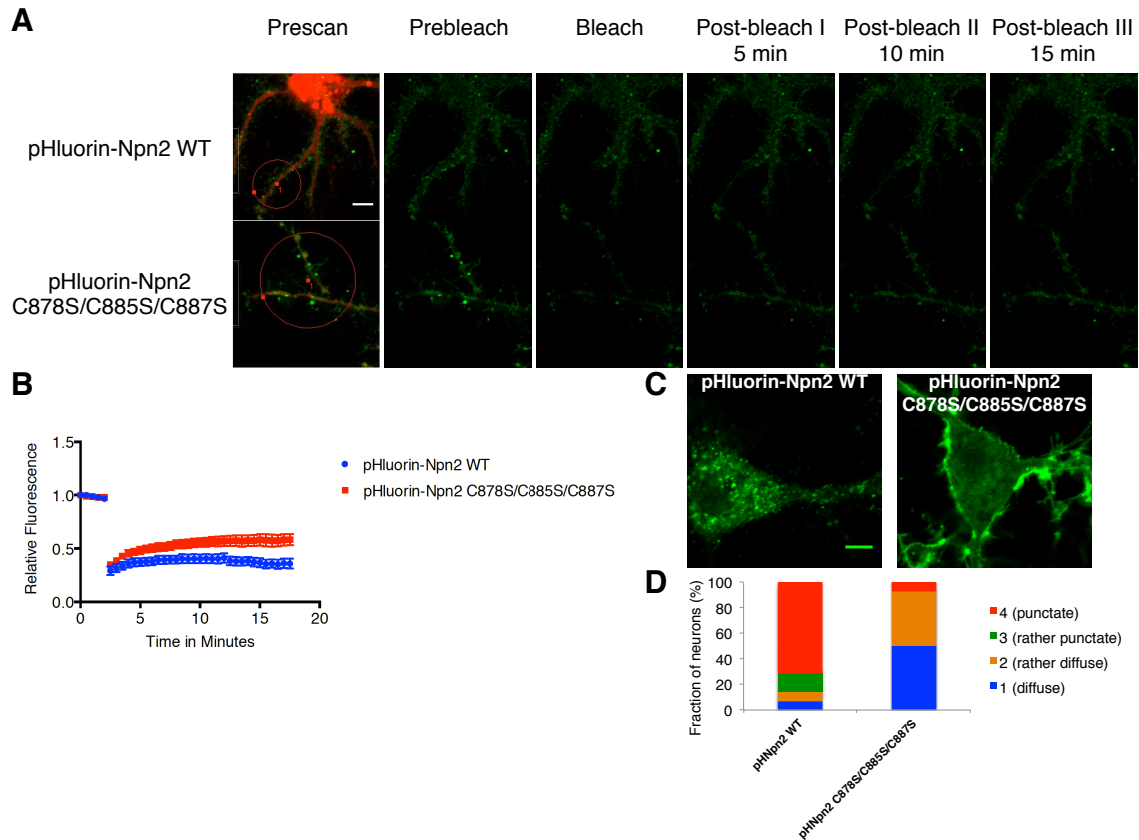 A
Prescan
Prebleach
Bleach
Post-bleach I
5 min
Post-bleach II
10 min
Post-bleach III
15 min
pHluorin-Npn2 WT
pHluorin-Npn2
C878S/C885S/C887S
B
1.5
1.0
0.5
0.0
0
5
10
15
20
Relative Fluorescence
Time in Minutes
pHluorin-Npn2 WT
pHluorin-Npn2 C878S/C885S/C887S
C
pHluorin-Npn2 WT
pHluorin-Npn2
C878S/C885S/C887S
D
100
80
60
40
20
0
Fraction of neurons (%)
pHNpn2 WT
pHNpn2 C878S/C885S/C887S
4 (punctate)
3 (rather punctate)
2 (rather diffuse)
1 (diffuse)